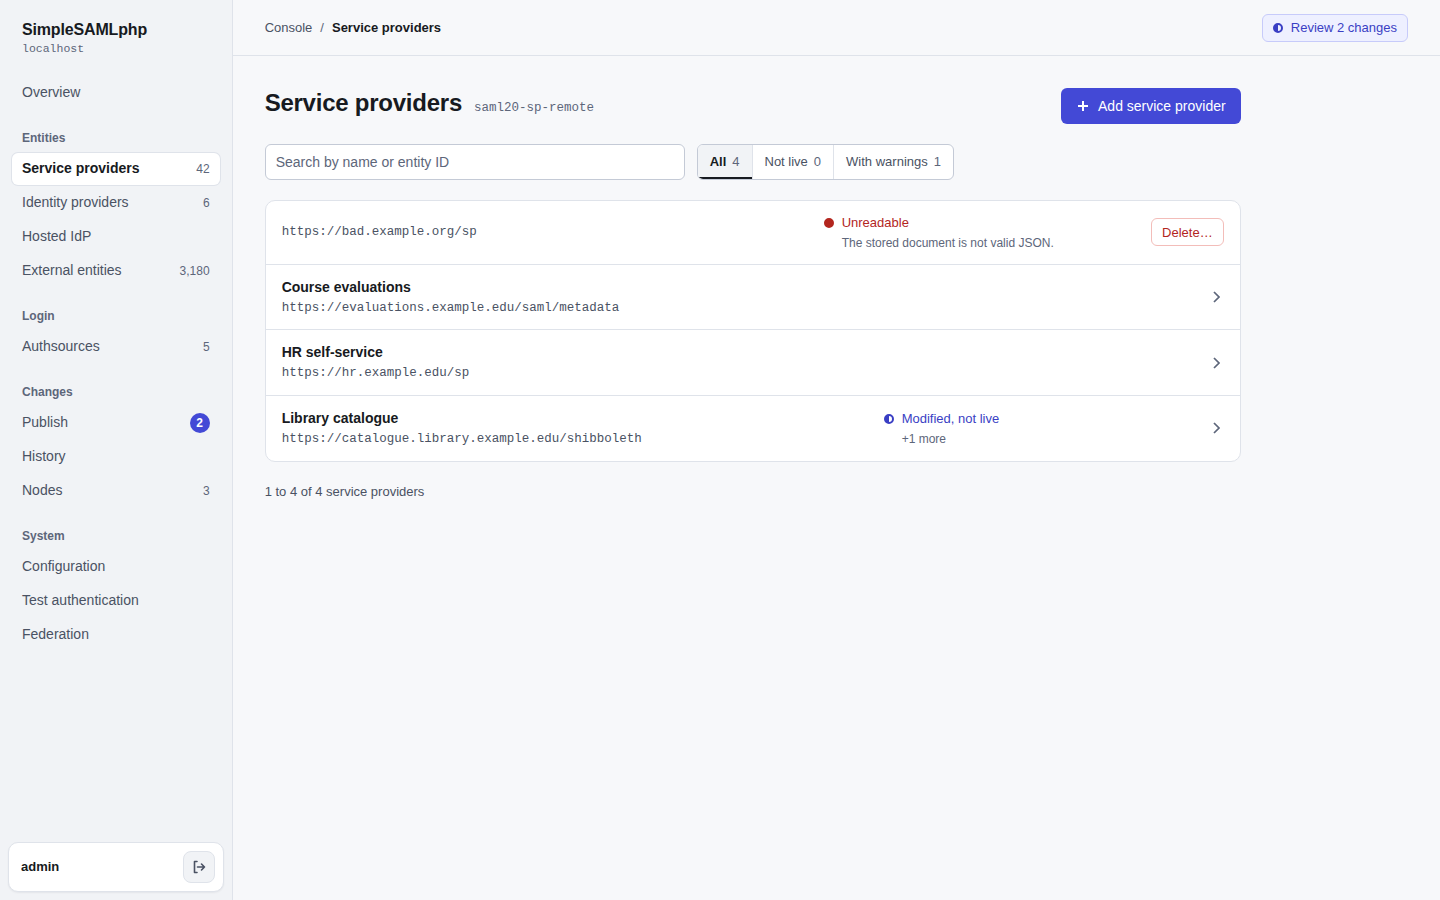 SimpleSAMLphp
localhost
Overview
Entities
Service providers 42
Identity providers 6
Hosted IdP
External entities 3,180
Login
Authsources 5
Changes
Publish 2
History
Nodes 3
System
Configuration
Test authentication
Federation
admin
Console / Service providers
Review 2 changes
Service providers saml20-sp-remote
Add service provider
Search by name or entity ID
All 4 Not live 0 With warnings 1
https://bad.example.org/sp
Unreadable
The stored document is not valid JSON.
Delete…
Course evaluations
https://evaluations.example.edu/saml/metadata
HR self-service
https://hr.example.edu/sp
Library catalogue
https://catalogue.library.example.edu/shibboleth
Modified, not live
+1 more
1 to 4 of 4 service providers